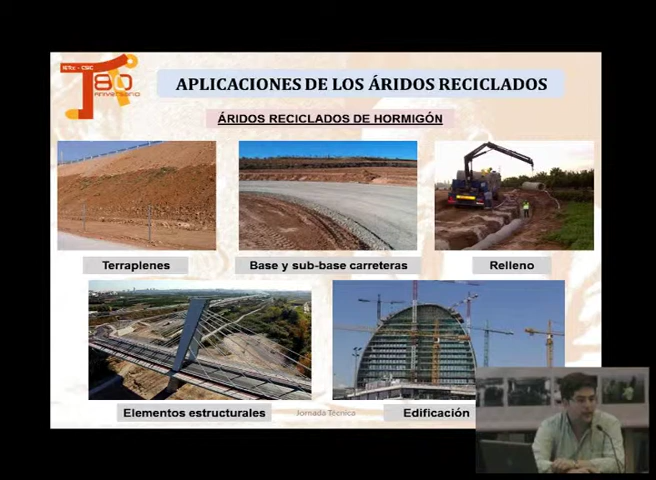 IETcc - CSIC
80
ANIVERSARIO
APLICACIONES DE LOS ÁRIDOS RECICLADOS
ÁRIDOS RECICLADOS DE HORMIGÓN
Terraplenes
Base y sub-base carreteras
Relleno
Elementos estructurales
Jornada Técnica
Edificación